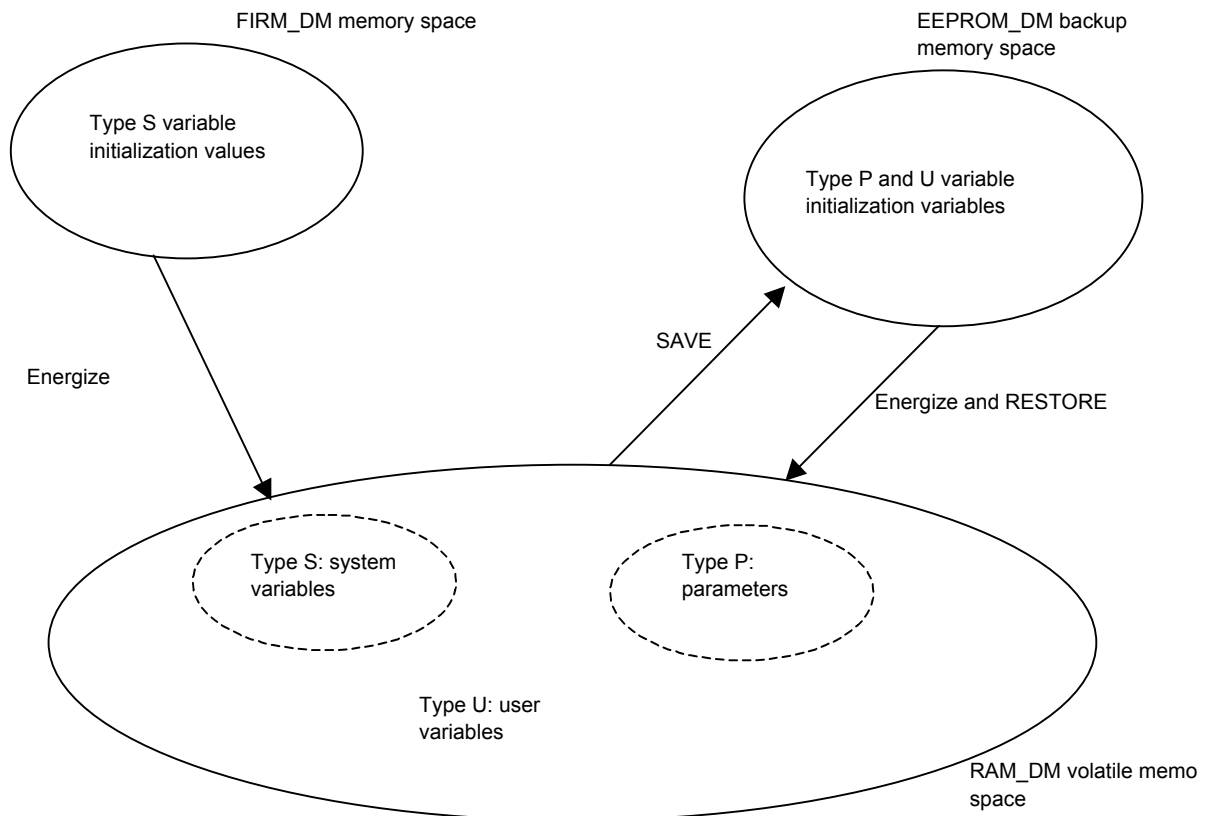 FIRM_DM memory space
EEPROM_DM backup
memory space
Type S variable
initialization values
Type P and U variable
initialization variables
SAVE
Energize
Energize and RESTORE
Type S: system
variables
Type P:
parameters
Type U: user
variables
RAM_DM volatile memo
space